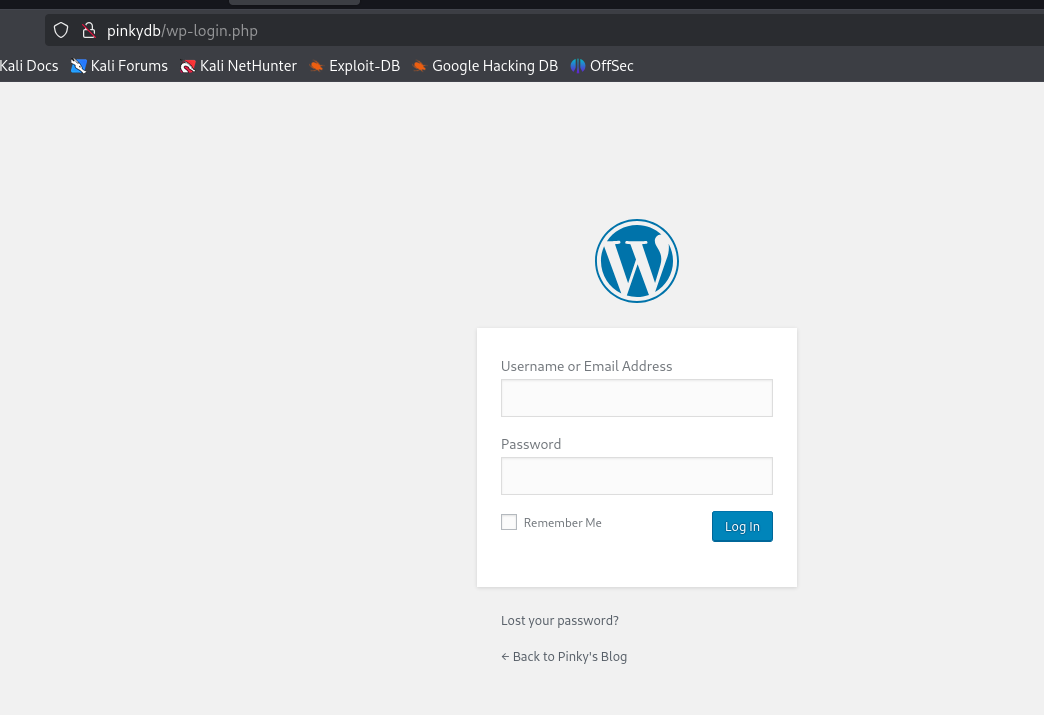 pinkydb/wp-login.php
Kali Docs Kali Forums Kali NetHunter Exploit-DB Google Hacking DB OffSec
Username or Email Address
Password
Remember Me Log In
Lost your password?
← Back to Pinky's Blog